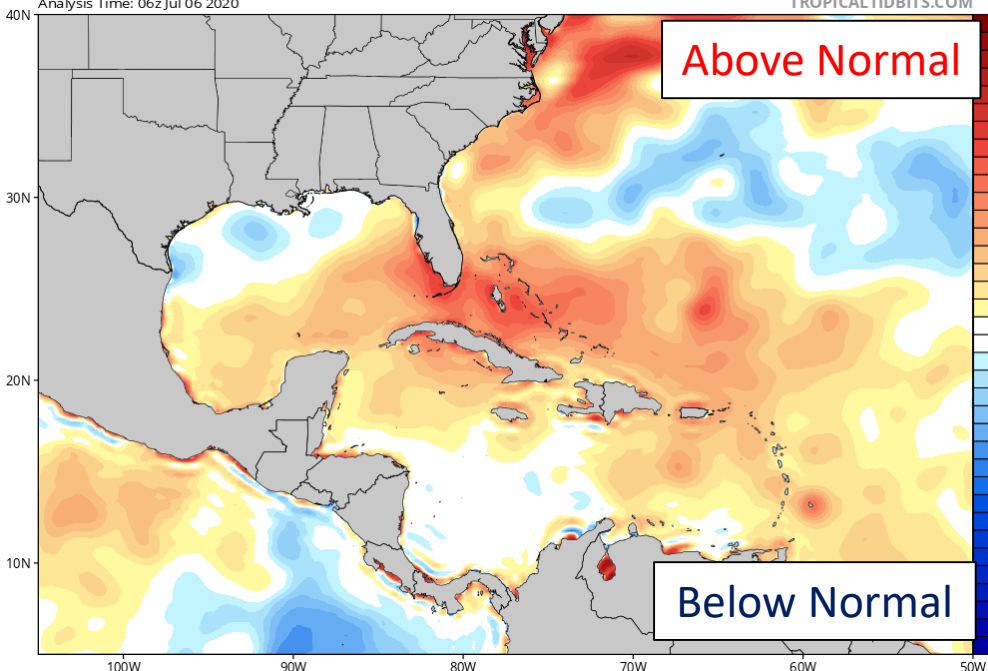 Analysis Time: 06z Jul 06 2020
TROPICALTIDBITS.COM
40N
Above Normal
30N
20N
10N
Below Normal
100W
90W
80W
70W
60W
50W